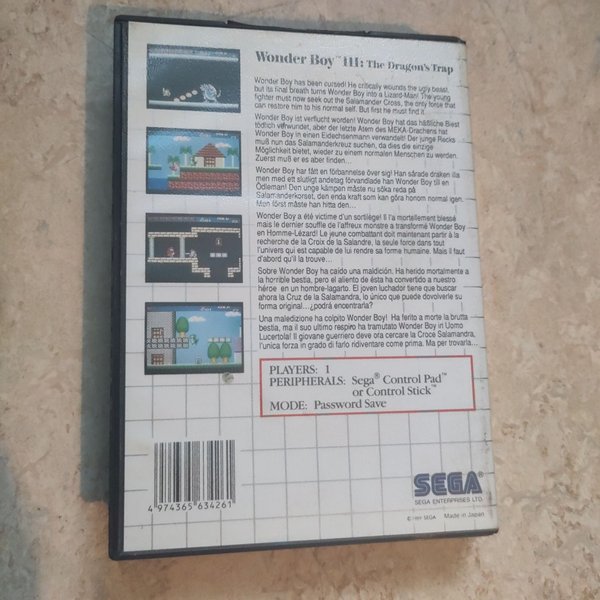 Wonder Boy™ III: The Dragon's Trap
Wonder Boy has been cursed! He critically wounds the ugly beast,
but its final breath turns Wonder Boy into a Lizard-Man! The young
fighter must now seek out the Salamander Cross, the only force that
can restore him to his normal self. But first he must find it...
Wonder Boy ist verflucht worden! Wonder Boy hat das häßliche Biest
tödlich verwundet, aber der letzte Atem des MEKA-Drachens hat
Wonder Boy in einen Eidechsenmann verwandelt! Der junge Recke
muß nun das Salamanderkreuz suchen, da dies die einzige
Möglichkeit bietet, wieder zu einem normalen Menschen zu werden.
Zuerst muß er es aber finden...
Wonder Boy har fått en förbannelse över sig! Han sårade draken illa
men med ett slutligt andetag förvandlade han Wonder Boy till en
Ödleman! Den unge kämpen måste nu söka reda på
Salamanderkorset, den enda kraft som kan göra honom normal igen.
Men först måste han hitta den...
Wonder Boy a été victime d'un sortilège! Il l'a mortellement blessé
mais le dernier souffle de l'affreux monstre a transformé Wonder Boy
en Homme-Lézard! Le jeune combattant doit maintenant partir à la
recherche de la Croix de la Salandre, la seule force dans tout
l'univers qui est capable de le rendre sa forme humaine. Mais il faut
d'abord qu'il la trouve...
Sobre Wonder Boy ha caído una maldición. Ha herido mortalmente a
la horrible bestia, pero el aliento de ésta ha convertido a nuestro
héroe en un hombre-lagarto. El joven luchador tiene que buscar
ahora la Cruz de la Salamandra, lo único que puede dovolverle su
forma original... ¿podrá encontrarla?
Una maledizione ha colpito Wonder Boy! Ha ferito a morte la brutta
bestia, ma il suo ultimo respiro ha tramutato Wonder Boy in Uomo
Lucertola! Il giovane guerriero deve ora cercare la Croce Salamandra,
l'unica forza in grado di farlo ridiventare come prima. Ma per trovarla...
PLAYERS: 1
PERIPHERALS: Sega® Control Pad™
or Control Stick™
MODE: Password Save
4 974365 634261
SEGA®
SEGA ENTERPRISES LTD.
© 1989 SEGA Made in Japan